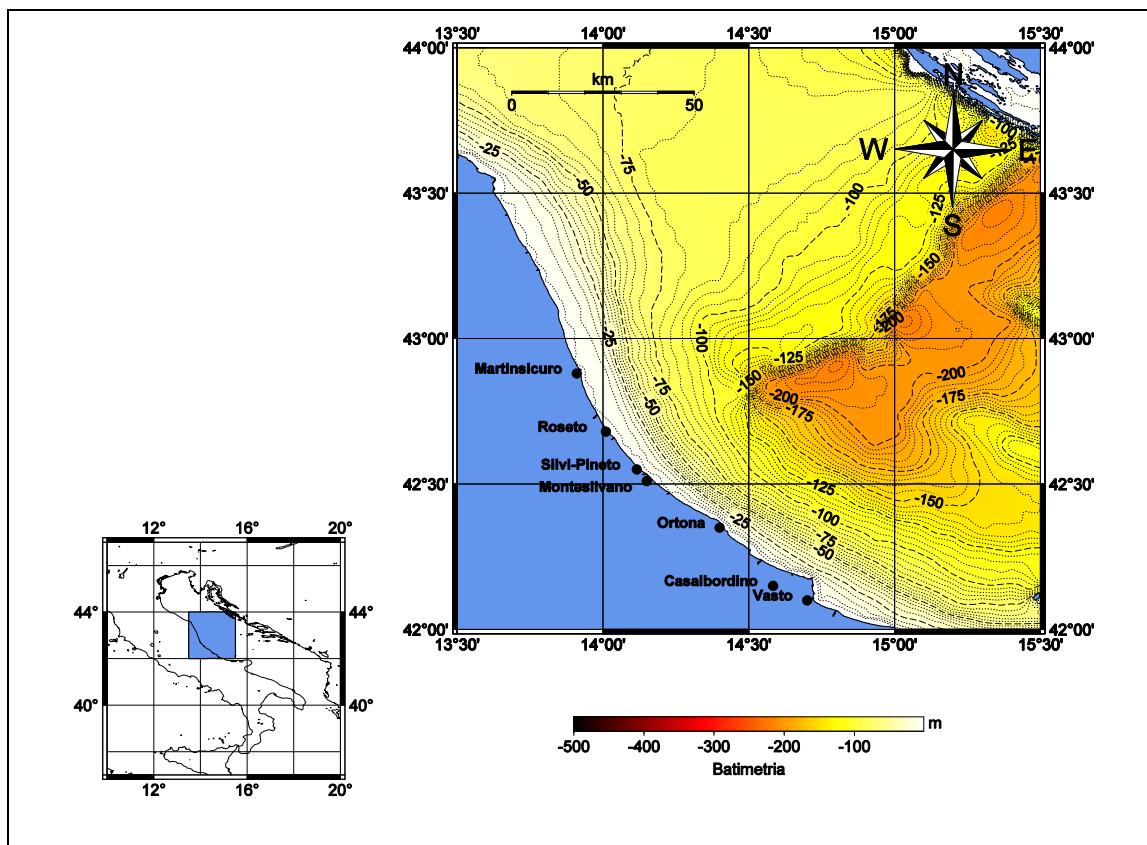 13°30' 14°00' 14°30' 15°00' 15°30'
44°00' 44°00'
km
0 50
N
-100
-125
W E
-25
-75
-50
-100
43°30' 43°30'
-125
S
-150
-175
-200
-25
-100
43°00' 43°00'
-125
Martinsicuro
-150
-75
-200
-200
-175
-50
-175
Roseto
Silvi-Pineto
42°30' 42°30'
Montesilvano
-125
-150
Ortona
-25
-100
-75
-50
Casalbordino
Vasto
42°00' 42°00'
13°30' 14°00' 14°30' 15°00' 15°30'
12° 16° 20°
44° 44°
40° 40°
12° 16° 20°
m
-500 -400 -300 -200 -100
Batimetria